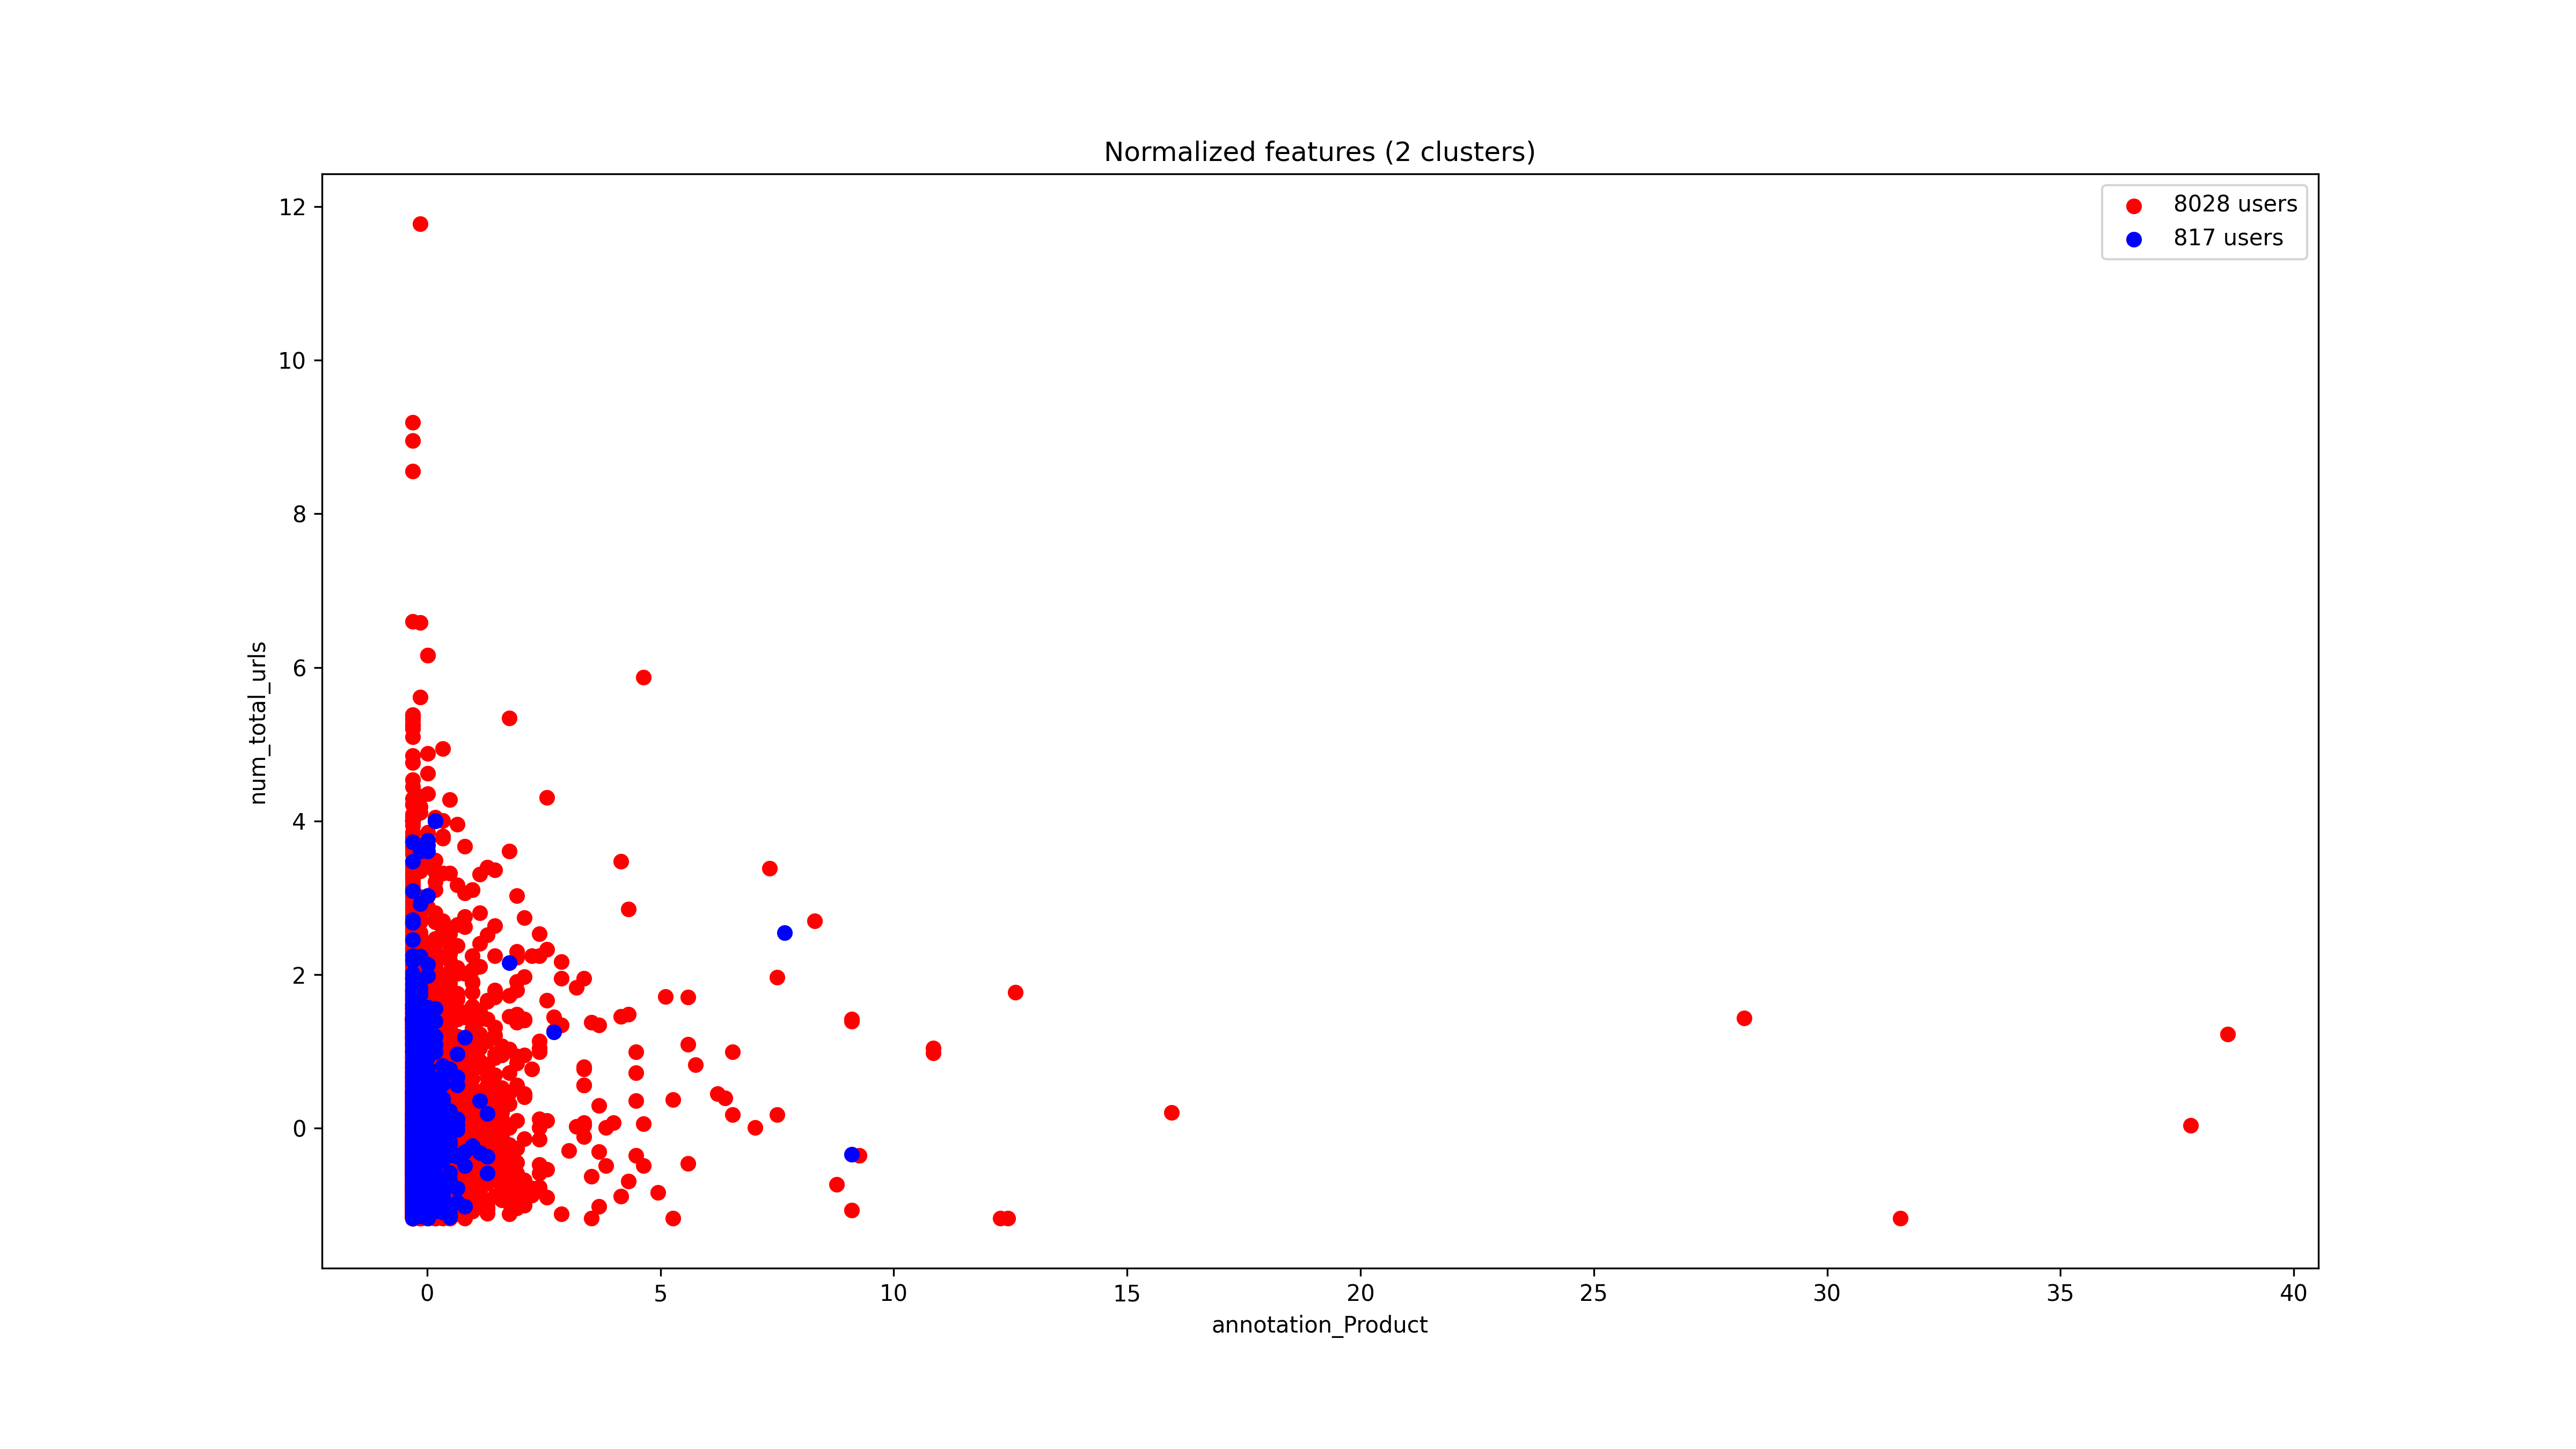 Normalized features (2 clusters)
8028 users
817 users
12
10
8
6
4
2
0
num_total_urls
0 5 10 15 20 25 30 35 40
annotation_Product